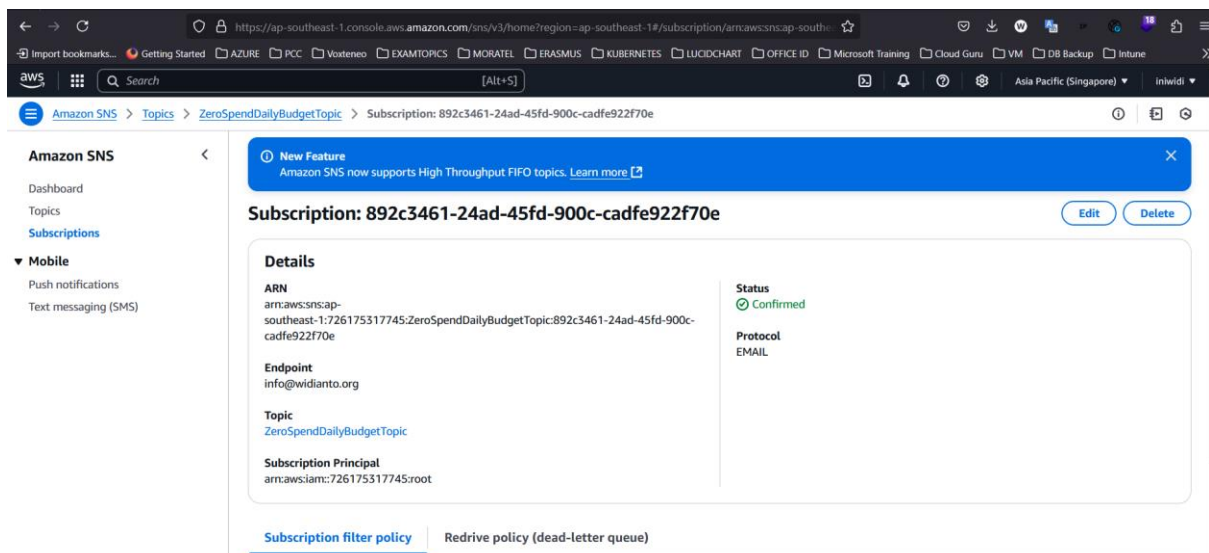 https://ap-southeast-1.console.aws.amazon.com/sns/v3/home?region=ap-southeast-1#/subscription/arn:aws:sns:ap-southe
18
Import bookmarks... Getting Started AZURE PCC Voxteneo EXAMTOPICS MORATEL ERASMUS KUBERNETES LUCIDCHART OFFICE ID Microsoft Training Cloud Guru VM DB Backup Intune
aws Search [Alt+S] Asia Pacific (Singapore) iniwidi
Amazon SNS > Topics > ZeroSpendDailyBudgetTopic > Subscription: 892c3461-24ad-45fd-900c-cadfe922f70e
Amazon SNS
Dashboard
Topics
Subscriptions
Mobile
Push notifications
Text messaging (SMS)
New Feature
Amazon SNS now supports High Throughput FIFO topics. Learn more
Subscription: 892c3461-24ad-45fd-900c-cadfe922f70e
Edit Delete
Details
ARN
arn:aws:sns:ap-
southeast-1:726175317745:ZeroSpendDailyBudgetTopic:892c3461-24ad-45fd-900c-
cadfe922f70e
Endpoint
info@widianto.org
Topic
ZeroSpendDailyBudgetTopic
Subscription Principal
arn:aws:iam::726175317745:root
Status
Confirmed
Protocol
EMAIL
Subscription filter policy Redrive policy (dead-letter queue)